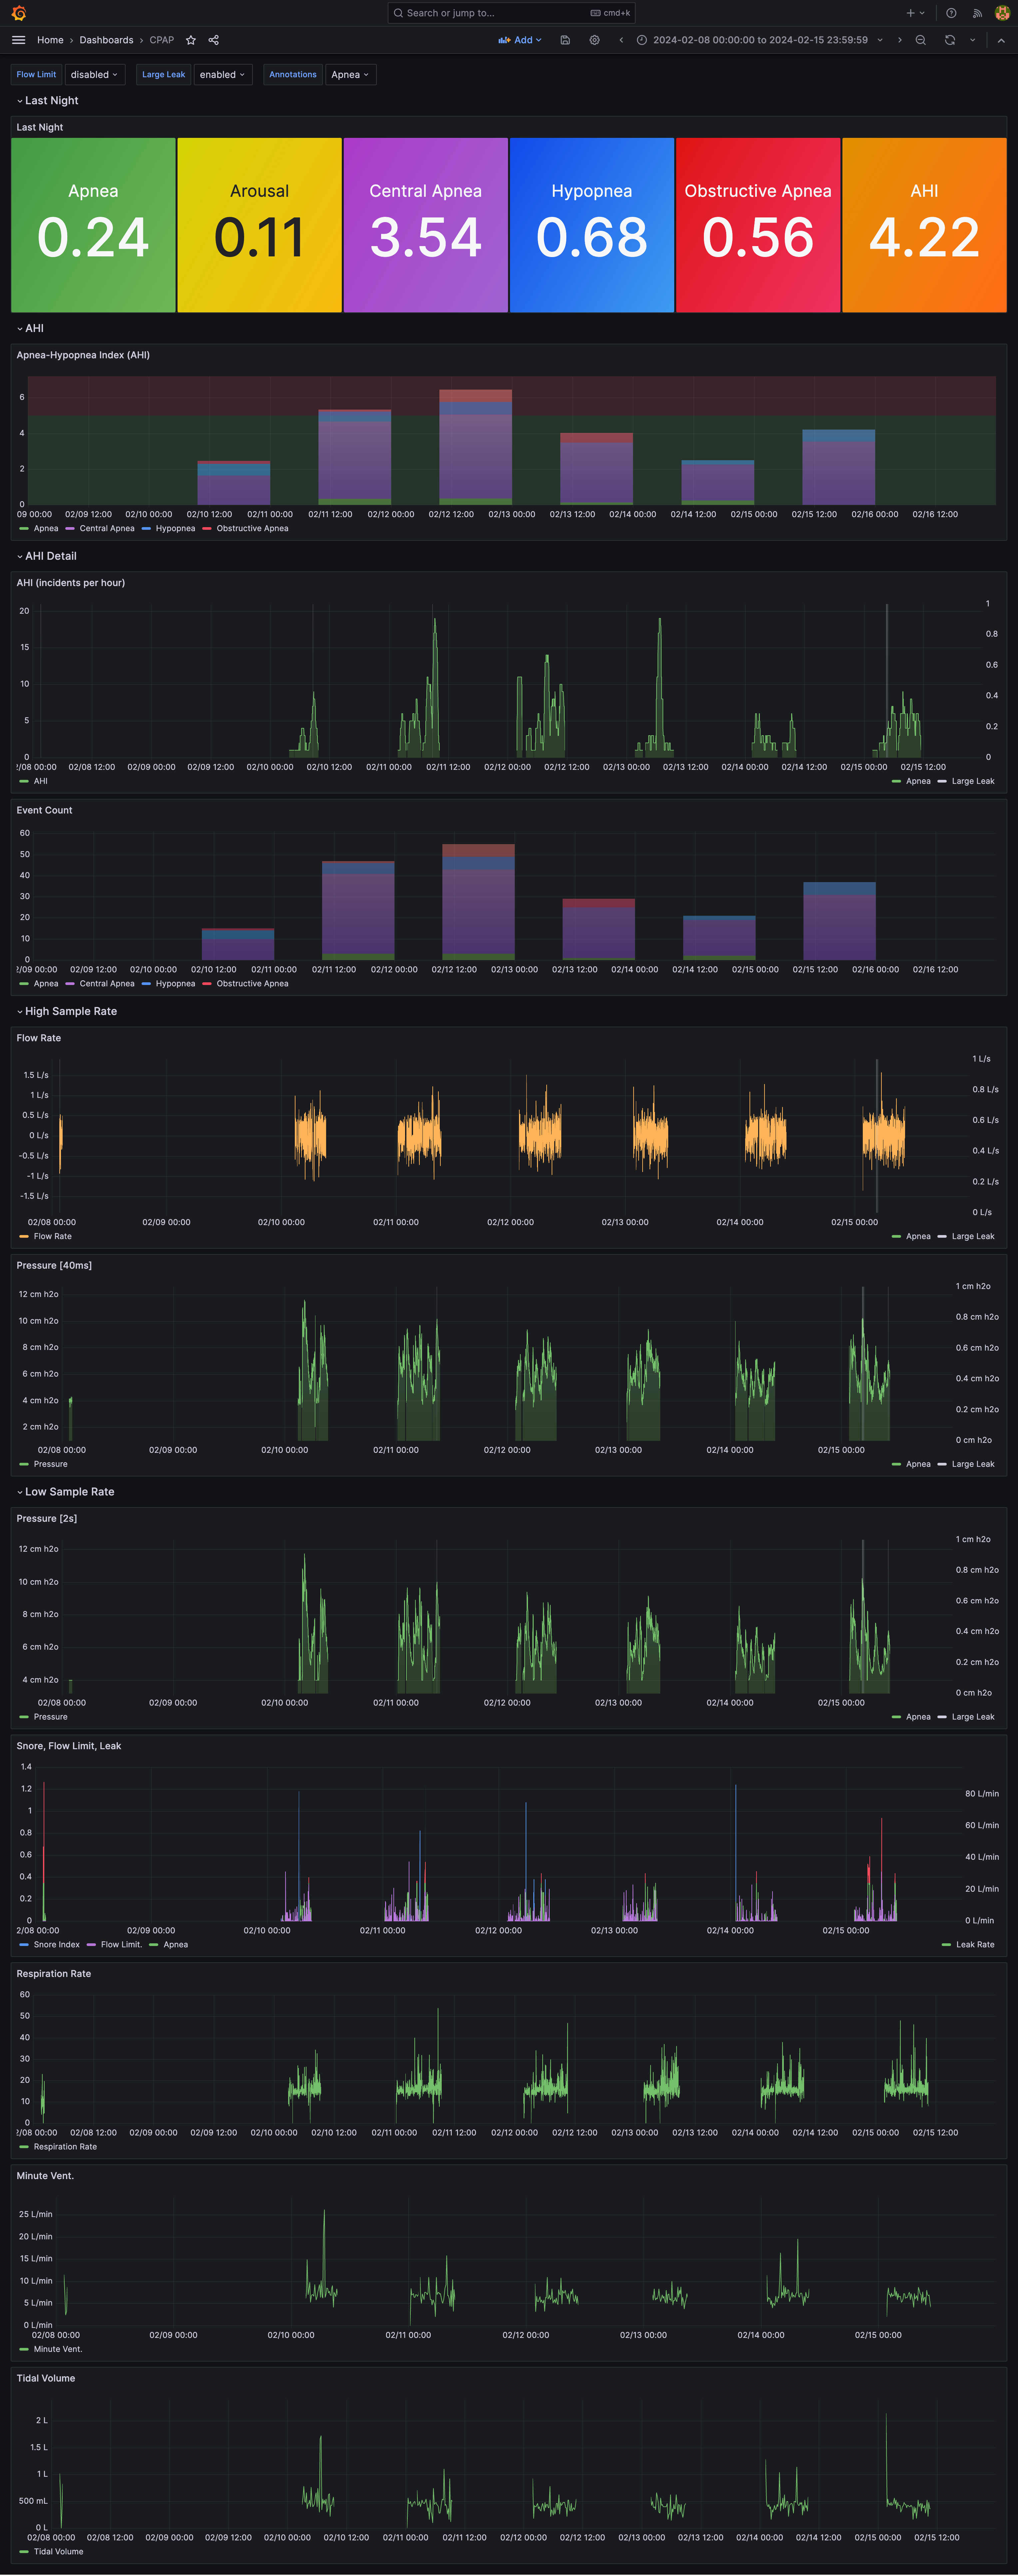 Search or jump to... cmd+k
Home › Dashboards › CPAP Add 2024-02-08 00:00:00 to 2024-02-15 23:59:59
Flow Limit disabled Large Leak enabled Annotations Apnea
Last Night
Last Night
Apnea Arousal Central Apnea Hypopnea Obstructive Apnea AHI
0.24 0.11 3.54 0.68 0.56 4.22
AHI
Apnea-Hypopnea Index (AHI)
6
4
2
0
09 00:00 02/09 12:00 02/10 00:00 02/10 12:00 02/11 00:00 02/11 12:00 02/12 00:00 02/12 12:00 02/13 00:00 02/13 12:00 02/14 00:00 02/14 12:00 02/15 00:00 02/15 12:00 02/16 00:00 02/16 12:00
Apnea Central Apnea Hypopnea Obstructive Apnea
AHI Detail
AHI (incidents per hour)
20 1
15 0.8
10 0.6
5 0.4
0 0.2
0
2/08 00:00 02/08 12:00 02/09 00:00 02/09 12:00 02/10 00:00 02/10 12:00 02/11 00:00 02/11 12:00 02/12 00:00 02/12 12:00 02/13 00:00 02/13 12:00 02/14 00:00 02/14 12:00 02/15 00:00 02/15 12:00
AHI Apnea Large Leak
Event Count
60
50
40
30
20
10
0
2/09 00:00 02/09 12:00 02/10 00:00 02/10 12:00 02/11 00:00 02/11 12:00 02/12 00:00 02/12 12:00 02/13 00:00 02/13 12:00 02/14 00:00 02/14 12:00 02/15 00:00 02/15 12:00 02/16 00:00 02/16 12:00
Apnea Central Apnea Hypopnea Obstructive Apnea
High Sample Rate
Flow Rate
1 L/s
1.5 L/s 0.8 L/s
1 L/s
0.5 L/s 0.6 L/s
0 L/s
-0.5 L/s 0.4 L/s
-1 L/s 0.2 L/s
-1.5 L/s
0 L/s
02/08 00:00 02/09 00:00 02/10 00:00 02/11 00:00 02/12 00:00 02/13 00:00 02/14 00:00 02/15 00:00
Flow Rate Apnea Large Leak
Pressure [40ms]
1 cm h2o
12 cm h2o
10 cm h2o 0.8 cm h2o
8 cm h2o 0.6 cm h2o
6 cm h2o 0.4 cm h2o
4 cm h2o 0.2 cm h2o
2 cm h2o
0 cm h2o
02/08 00:00 02/09 00:00 02/10 00:00 02/11 00:00 02/12 00:00 02/13 00:00 02/14 00:00 02/15 00:00
Pressure Apnea Large Leak
Low Sample Rate
Pressure [2s]
1 cm h2o
12 cm h2o
10 cm h2o 0.8 cm h2o
8 cm h2o 0.6 cm h2o
6 cm h2o 0.4 cm h2o
4 cm h2o 0.2 cm h2o
0 cm h2o
02/08 00:00 02/09 00:00 02/10 00:00 02/11 00:00 02/12 00:00 02/13 00:00 02/14 00:00 02/15 00:00
Pressure Apnea Large Leak
Snore, Flow Limit, Leak
1.4
1.2 80 L/min
1
0.8 60 L/min
0.6 40 L/min
0.4
0.2 20 L/min
0 0 L/min
2/08 00:00 02/09 00:00 02/10 00:00 02/11 00:00 02/12 00:00 02/13 00:00 02/14 00:00 02/15 00:00
Snore Index Flow Limit. Apnea Leak Rate
Respiration Rate
60
50
40
30
20
10
0
2/08 00:00 02/08 12:00 02/09 00:00 02/09 12:00 02/10 00:00 02/10 12:00 02/11 00:00 02/11 12:00 02/12 00:00 02/12 12:00 02/13 00:00 02/13 12:00 02/14 00:00 02/14 12:00 02/15 00:00 02/15 12:00
Respiration Rate
Minute Vent.
25 L/min
20 L/min
15 L/min
10 L/min
5 L/min
0 L/min
02/08 00:00 02/09 00:00 02/10 00:00 02/11 00:00 02/12 00:00 02/13 00:00 02/14 00:00 02/15 00:00
Minute Vent.
Tidal Volume
2 L
1.5 L
1 L
500 mL
0 L
02/08 00:00 02/08 12:00 02/09 00:00 02/09 12:00 02/10 00:00 02/10 12:00 02/11 00:00 02/11 12:00 02/12 00:00 02/12 12:00 02/13 00:00 02/13 12:00 02/14 00:00 02/14 12:00 02/15 00:00 02/15 12:00
Tidal Volume